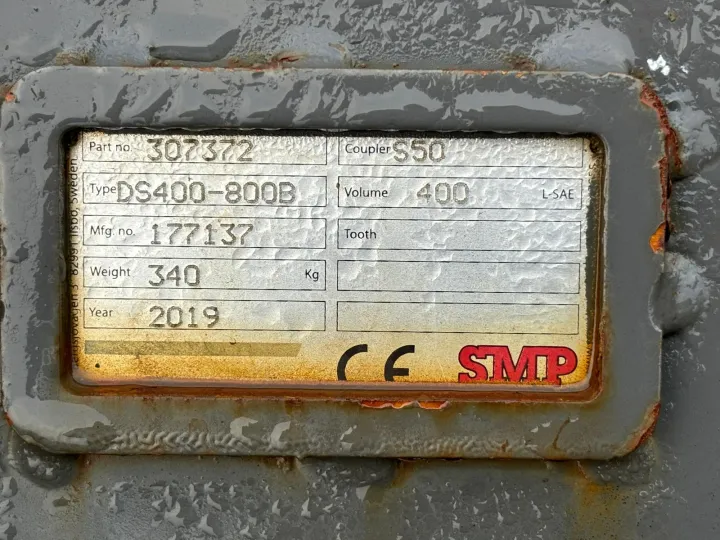 Part no. 307372
Coupler S50
Type DS400-800B
Volume 400 L-SAE
Mfg. no. 177137
Tooth
Weight 340 Kg
Year 2019
CE SMP
Sweden